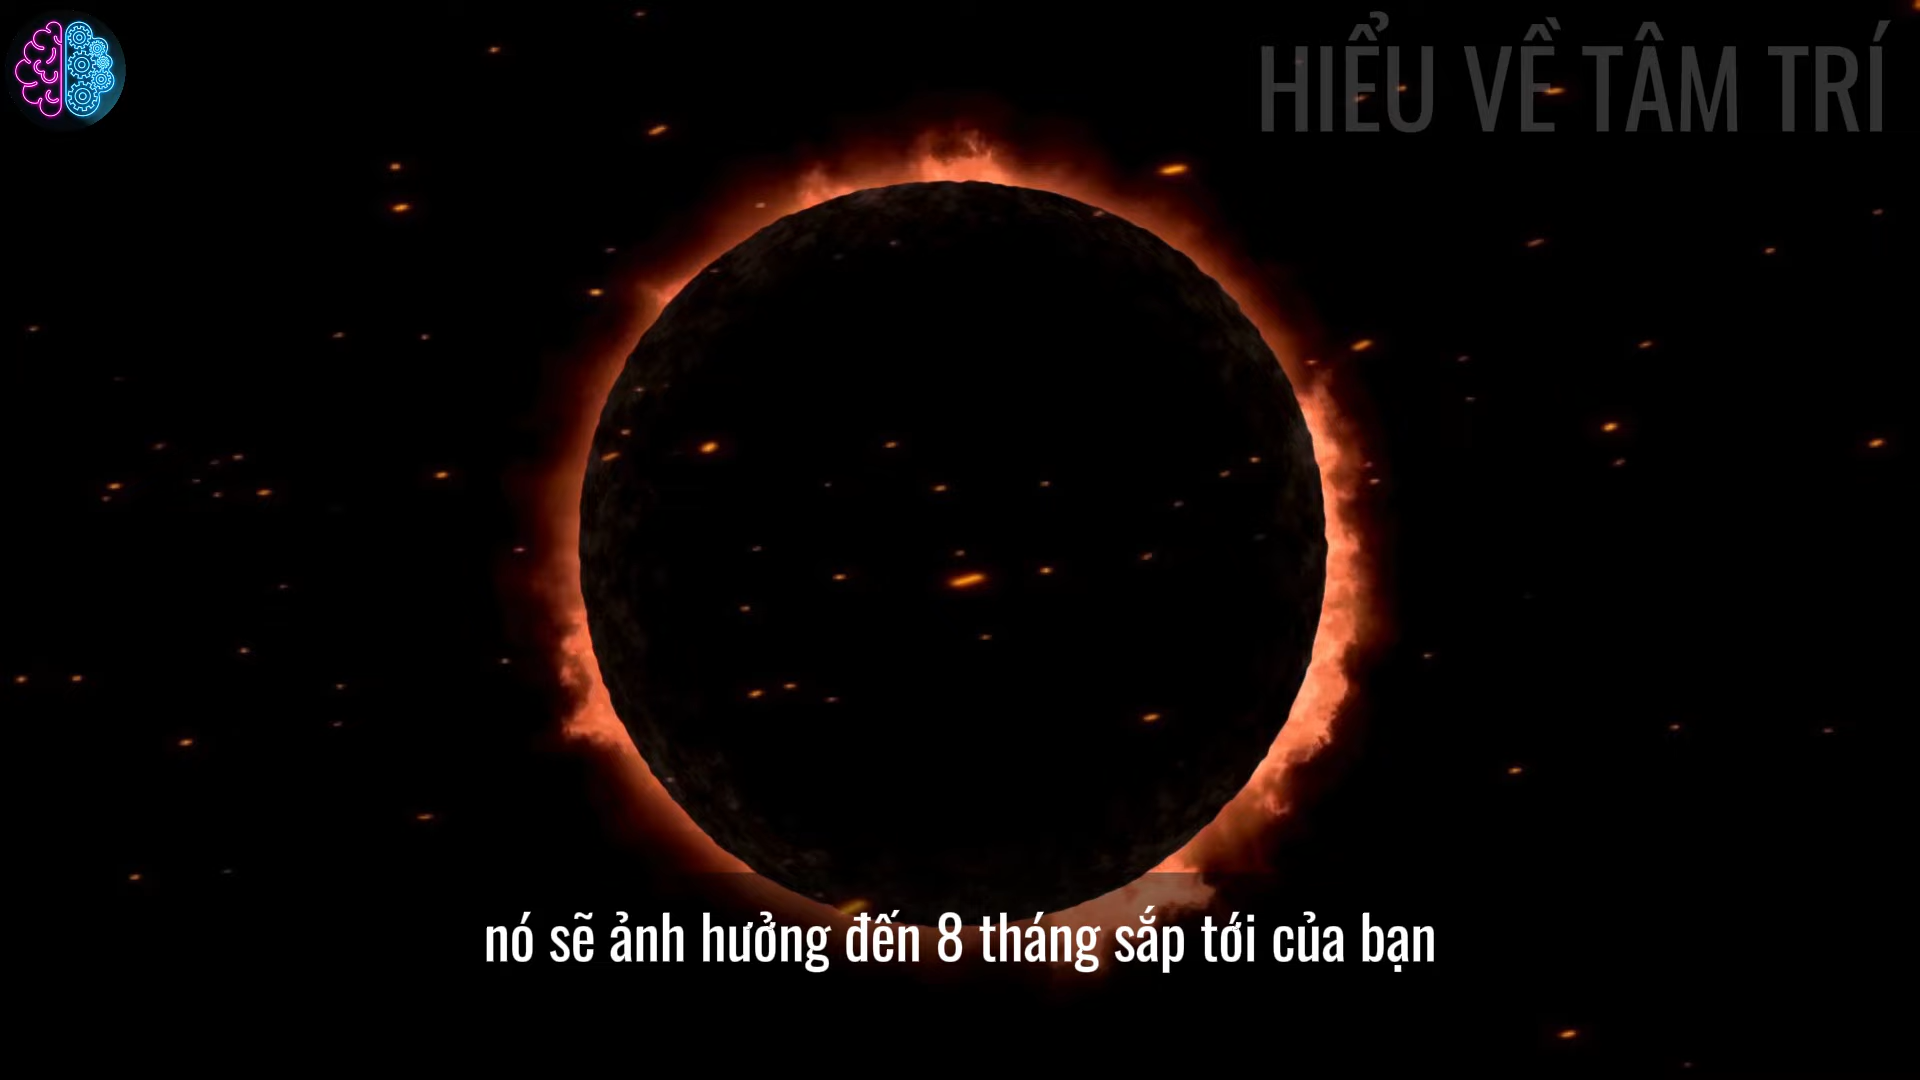 HIỂU VỀ TÂM TRÍ
nó sẽ ảnh hưởng đến 8 tháng sắp tới của bạn